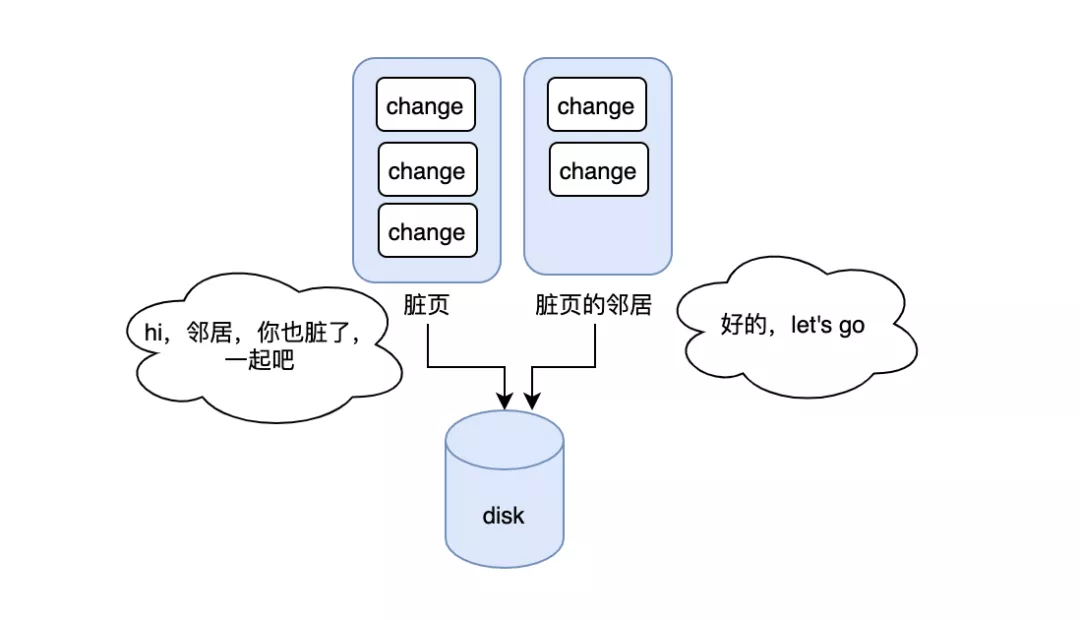 change
change
change
change
change
脏页
脏页的邻居
hi，邻居，你也脏了，
一起吧
好的，let's go
disk